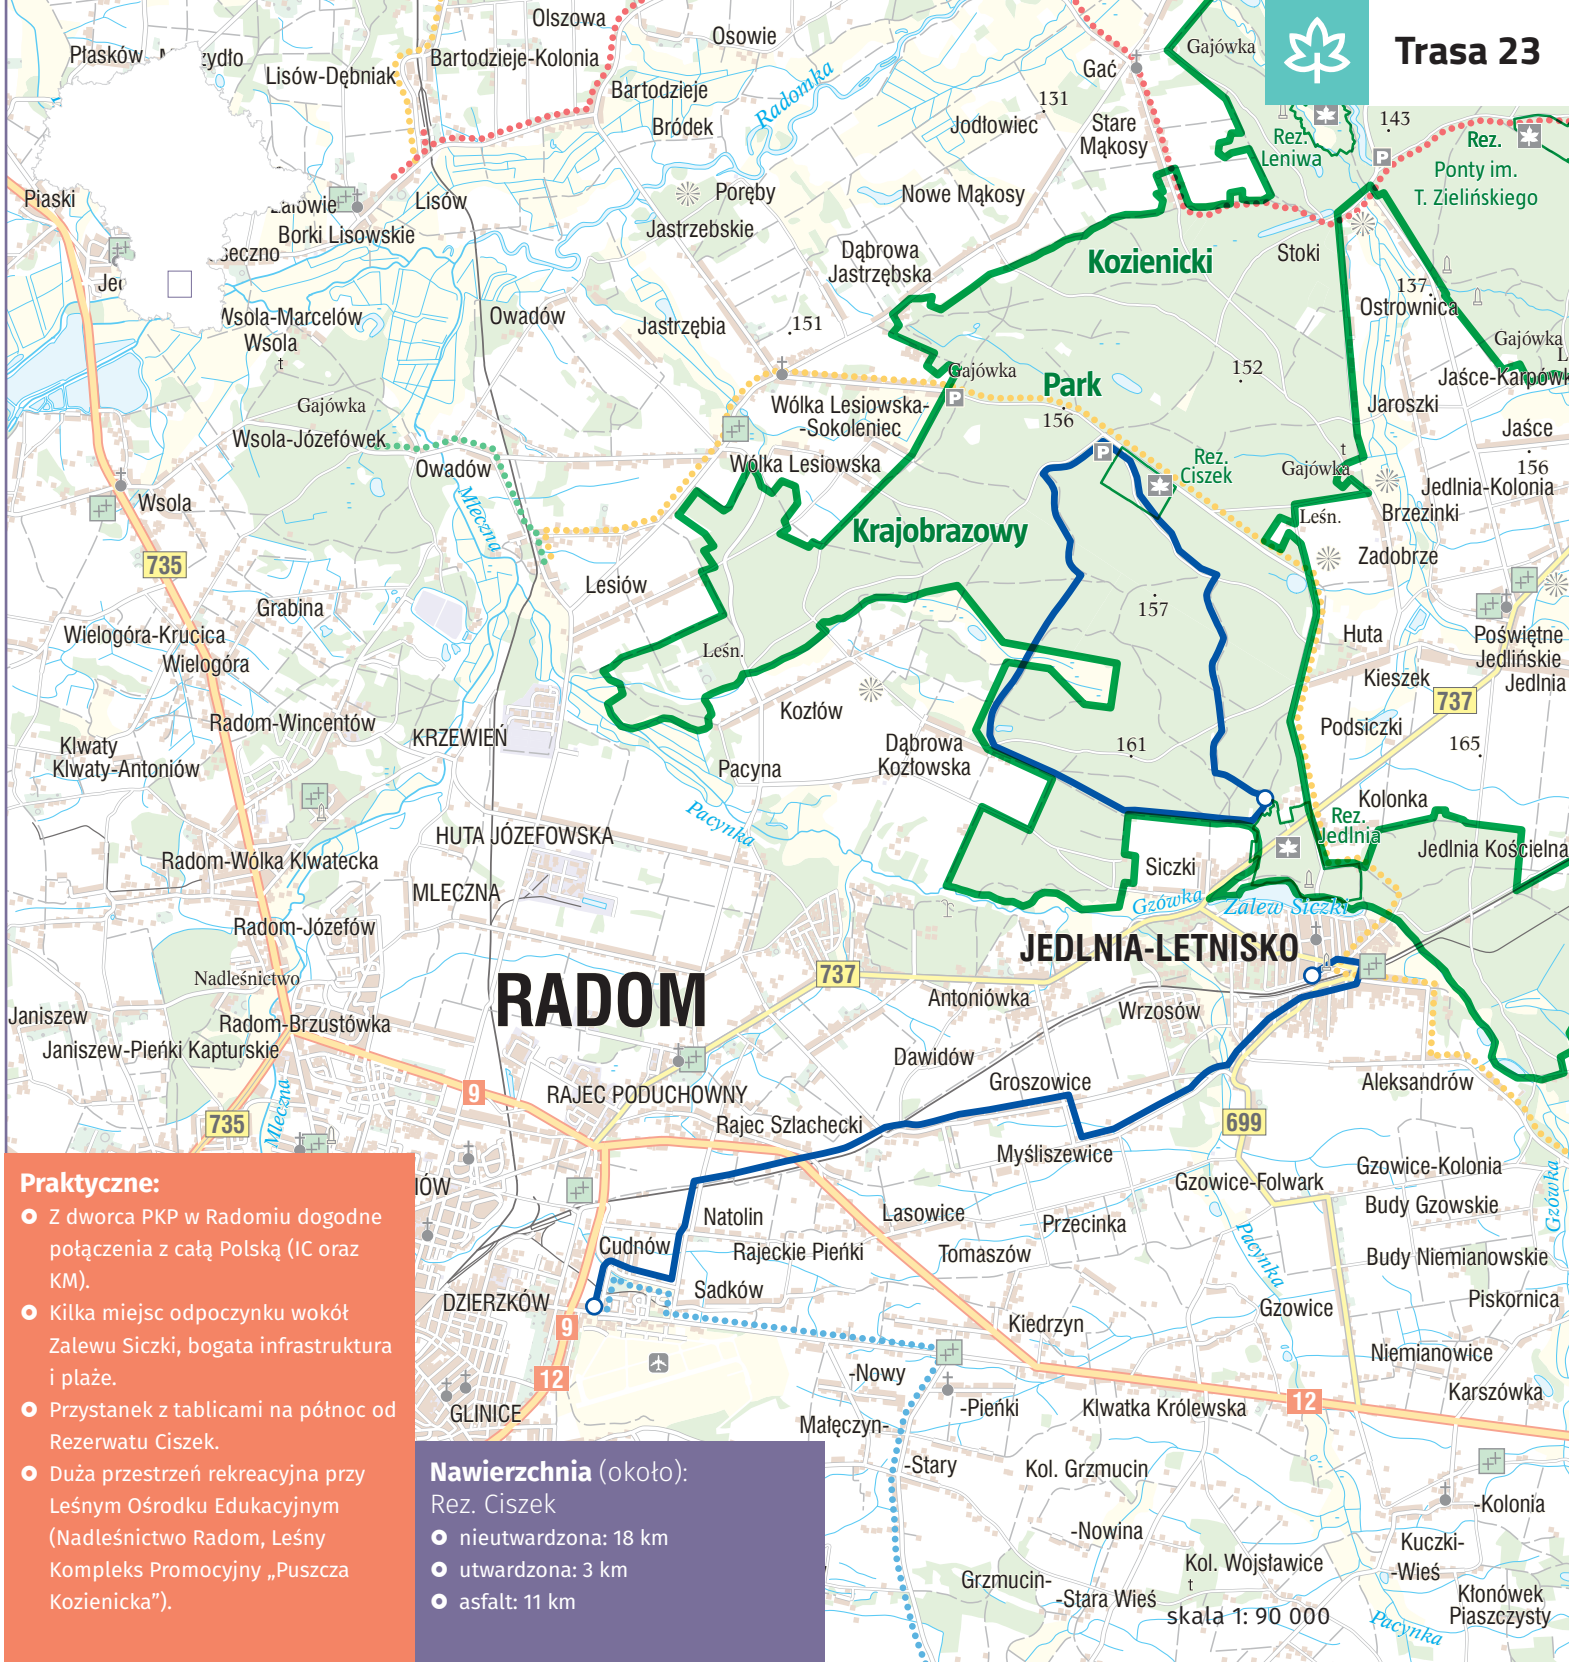 Trasa 23
Olszowa
Osowie
Gajówka
Płasków
Bartodzieje-Kolonia
Lisów-Dębniak
Gać
Bartodzieje
Radomka
131
Bródek
Jodłowiec
Stare
Mąkosy
Rez.
Leniwa
143
P
Rez.
Ponty im.
T. Zielińskiego
Piaski
Lisów
Poręby
Nowe Mąkosy
Borki Lisowskie
Jastrzebskie
Dąbrowa
Jastrzębska
Kozienicki
Stoki
137
Ostrownica
Wsola-Marcelów
Wsola
Owadów
Jastrzębia
151
Gajówka
Gajówka
152
Park
Jaśce-Karpówk
Gajówka
P
Wólka Lesiowska-
-Sokoleniec
156
Jaroszki
Jaśce
Wsola-Józefówek
Owadów
Wólka Lesiowska
P
Rez.
Ciszek
Gajówka
156
Jedlnia-Kolonia
Mleczna
Wsola
Krajobrazowy
Leśn.
Brzezinki
735
Lesiów
Zadobrze
Grabina
157
Wielogóra-Krucica
Wielogóra
Leśn.
Huta
Poświętne
Jedlińskie
Kieszek
Jedlnia
737
Radom-Wincentów
KRZEWIEŃ
Kozłów
Podsiczki
Klwaty
Klwaty-Antoniów
Dąbrowa
Kozłowska
161
165
Pacyna
Pacynka
Kolonka
HUTA JÓZEFOWSKA
Rez.
Jedlnia
Radom-Wólka Klwatecka
Jedlnia Kościelna
Siczki
MLECZNA
Gzówka
Zalew Siczki
Radom-Józefów
JEDLNIA-LETNISKO
Nadleśnictwo
RADOM
737
Antoniówka
Janiszew
Radom-Brzustówka
Wrzosów
Janiszew-Pieńki Kapturskie
Dawidów
Groszowice
Aleksandrów
9
RAJEC PODUCHOWNY
Mleczna
735
Rajec Szlachecki
699
Myśliszewice
Gzowice-Kolonia
Gzowice-Folwark
Budy Gzowskie
Gzówka
Natolin
Lasowice
Przecinka
Cudnów
Rajeckie Pieńki
Tomaszów
Pacynka
Budy Niemianowskie
Sadków
DZIERZKÓW
Gzowice
Piskornica
9
Kiedrzyn
Niemianowice
12
-Nowy
Karszówka
GLINICE
-Pieńki
Klwatka Królewska
12
Małęczyn-
-Stary
Kol. Grzmucin
-Kolonia
-Nowina
Kuczki-
-Wieś
Kol. Wojsławice
Grzmucin-
-Stara Wieś
Kłonówek
Piaszczysty
skala 1: 90 000
Pacynka
Praktyczne:
Z dworca PKP w Radomiu dogodne
połączenia z całą Polską (IC oraz
KM).
Kilka miejsc odpoczynku wokół
Zalewu Siczki, bogata infrastruktura
i plaże.
Przystanek z tablicami na północ od
Rezerwatu Ciszek.
Duża przestrzeń rekreacyjna przy
Leśnym Ośrodku Edukacyjnym
(Nadleśnictwo Radom, Leśny
Kompleks Promocyjny „Puszcza
Kozienicka”).
Nawierzchnia (około):
Rez. Ciszek
nieutwardzona: 18 km
utwardzona: 3 km
asfalt: 11 km